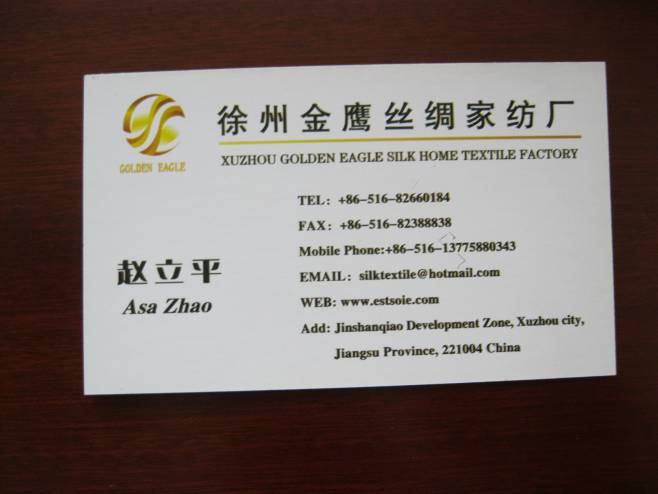 徐州金鹰丝绸家纺厂
GOLDEN EAGLE
XUZHOU GOLDEN EAGLE SILK HOME TEXTILE FACTORY
TEL: +86-516-82660184
FAX: +86-516-82388838
Mobile Phone:+86-516-13775880343
EMAIL: silktextile@hotmail.com
赵立平
Asa Zhao
WEB: www.estsoie.com
Add: Jinshanqiao Development Zone, Xuzhou city,
Jiangsu Province, 221004 China